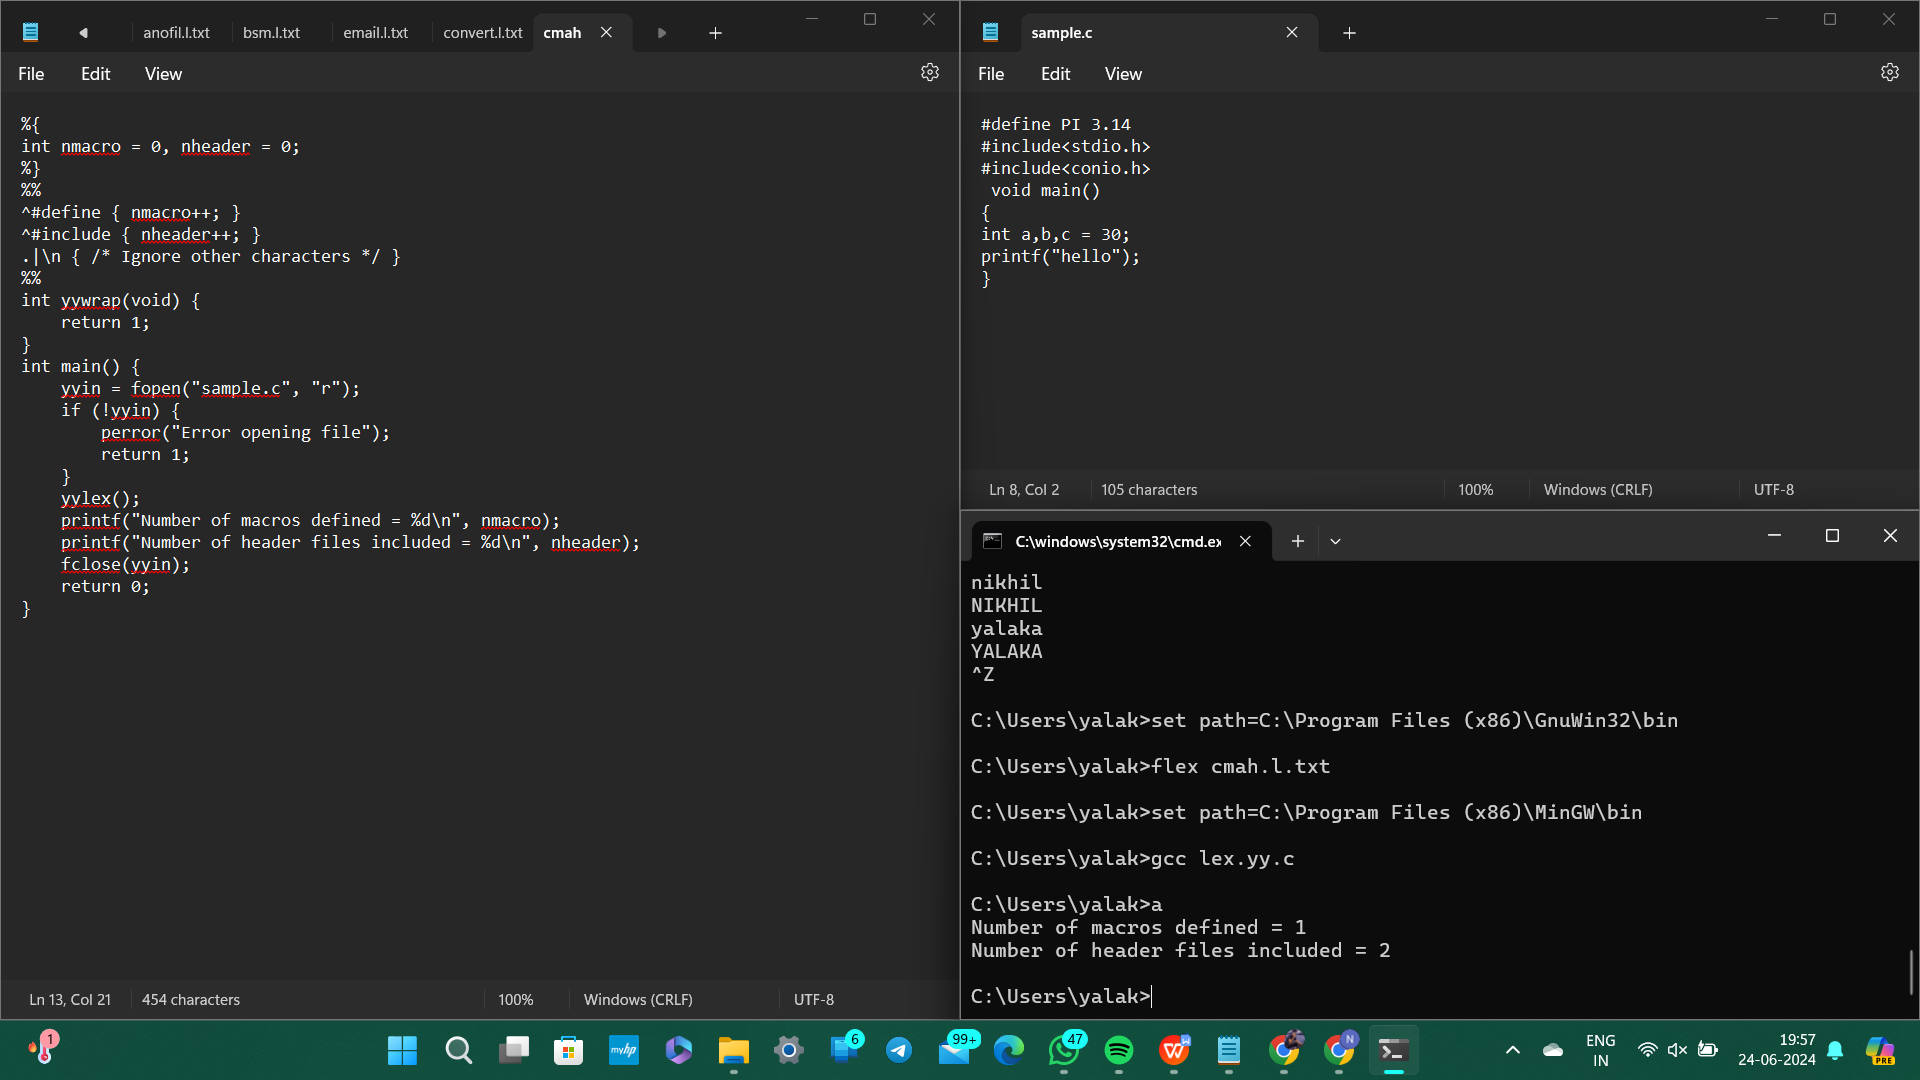 anofil.l.txt
bsm.l.txt
email.l.txt
convert.l.txt
cmah
File
Edit
View
%{
int nmacro = 0, nheader = 0;
%}
%%
^#define { nmacro++; }
^#include { nheader++; }
.|\n { /* Ignore other characters */ }
%%
int yywrap(void) {
    return 1;
}
int main() {
    yyin = fopen("sample.c", "r");
    if (!yyin) {
        perror("Error opening file");
        return 1;
    }
    yylex();
    printf("Number of macros defined = %d\n", nmacro);
    printf("Number of header files included = %d\n", nheader);
    fclose(yyin);
    return 0;
}
Ln 13, Col 21
454 characters
100%
Windows (CRLF)
UTF-8
sample.c
File
Edit
View
#define PI 3.14
#include<stdio.h>
#include<conio.h>
 void main()
{
int a,b,c = 30;
printf("hello");
}
Ln 8, Col 2
105 characters
100%
Windows (CRLF)
UTF-8
C:\windows\system32\cmd.ex
nikhil
NIKHIL
yalaka
YALAKA
^Z
C:\Users\yalak>set path=C:\Program Files (x86)\GnuWin32\bin
C:\Users\yalak>flex cmah.l.txt
C:\Users\yalak>set path=C:\Program Files (x86)\MinGW\bin
C:\Users\yalak>gcc lex.yy.c
C:\Users\yalak>a
Number of macros defined = 1
Number of header files included = 2
C:\Users\yalak>
1
myhp
6
99+
47
W
N
ENG
IN
19:57
24-06-2024
PRE